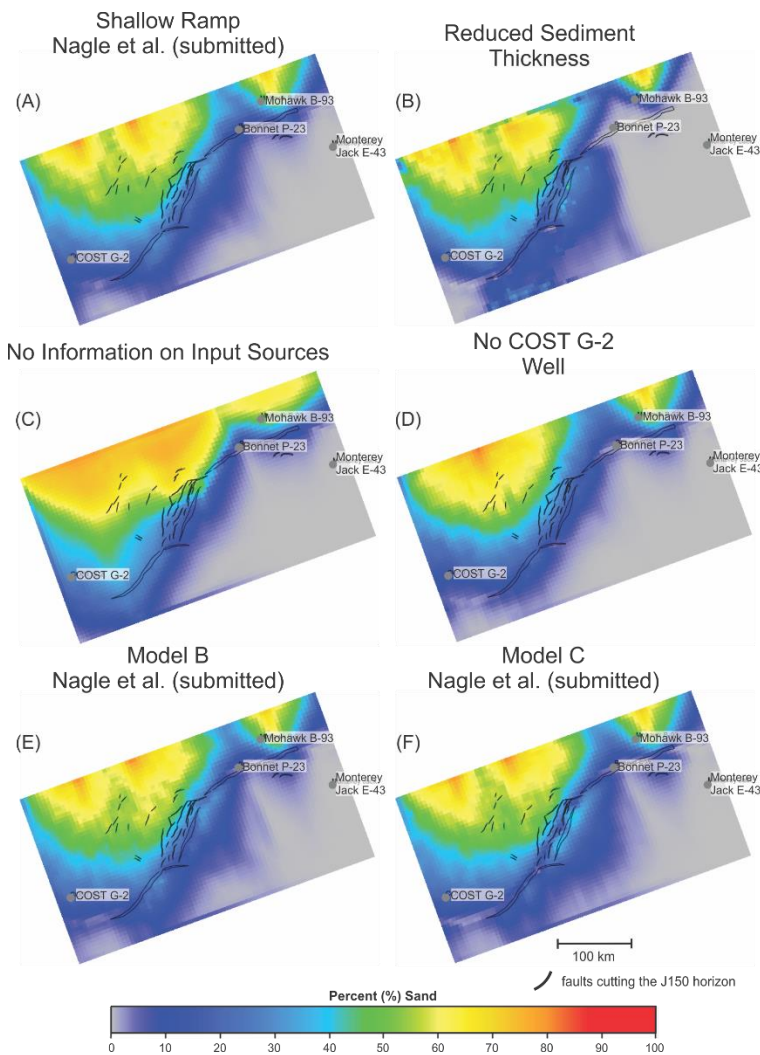 Shallow Ramp
Nagle et al. (submitted)
Reduced Sediment
Thickness
(A)
Mohawk B-93
Bonnet P-23
Monterey
Jack E-43
COST G-2
(B)
Mohawk B-93
Bonnet P-23
Monterey
Jack E-43
COST G-2
No Information on Input Sources
No COST G-2
Well
(C)
Mohawk B-93
Bonnet P-23
Monterey
Jack E-43
COST G-2
(D)
Mohawk B-93
Bonnet P-23
Monterey
Jack E-43
COST G-2
Model B
Nagle et al. (submitted)
Model C
Nagle et al. (submitted)
(E)
Mohawk B-93
Bonnet P-23
Monterey
Jack E-43
COST G-2
(F)
Mohawk B-93
Bonnet P-23
Monterey
Jack E-43
COST G-2
100 km
faults cutting the J150 horizon
Percent (%) Sand
0 10 20 30 40 50 60 70 80 90 100